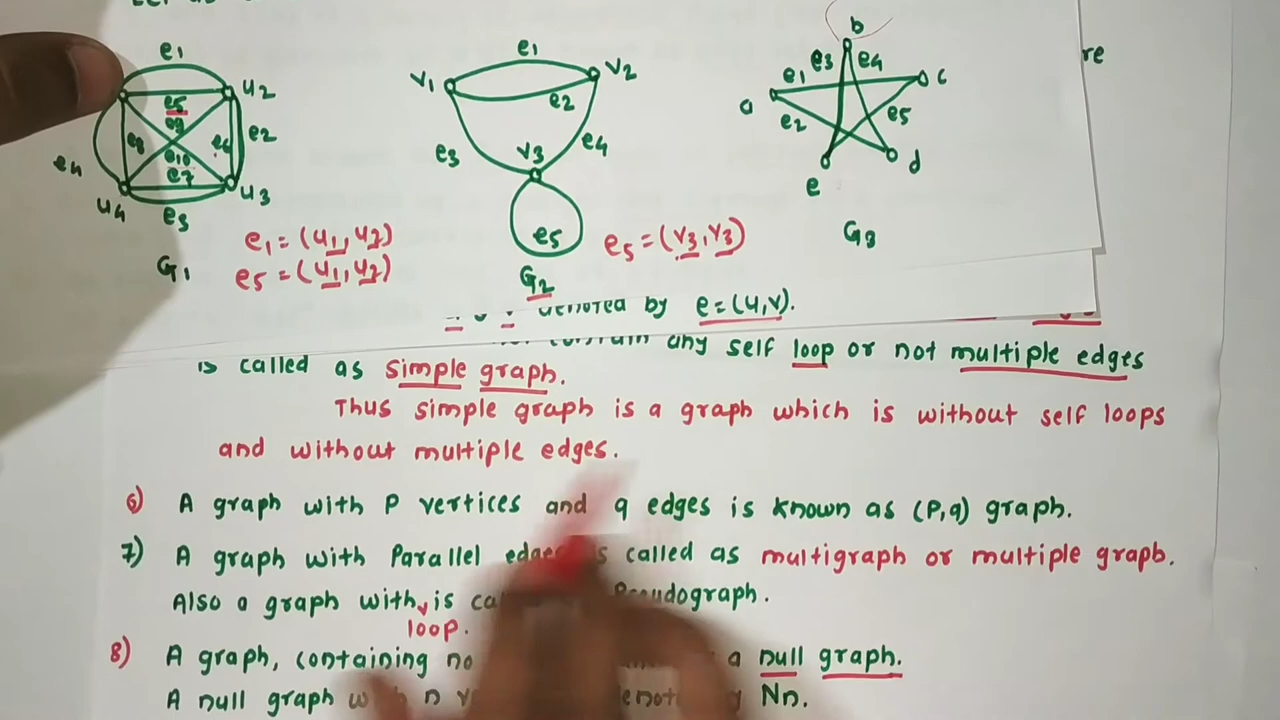 e1
u2
e5
e9
e8
e6
e2
e4
e10
e7
u4
u3
e3
G1
e1 = (u1, u2)
e5 = (u1, u2)
e1
v1
v2
e2
e3
v3
e4
e5
e5 = (v3, v3)
G2
b
e3
e4
e1
c
a
e2
e5
d
e
G3
re
denoted by e = (u, v).
any self loop or not multiple edges
is called as simple graph.
Thus simple graph is a graph which is without self loops
and without multiple edges.
6) A graph with P vertices and q edges is known as (P, q) graph.
7) A graph with Parallel edges is called as multigraph or multiple graph.
Also a graph with loop is Pseudograph.
8) A graph, containing no a null graph.
A null graph with n Nn.